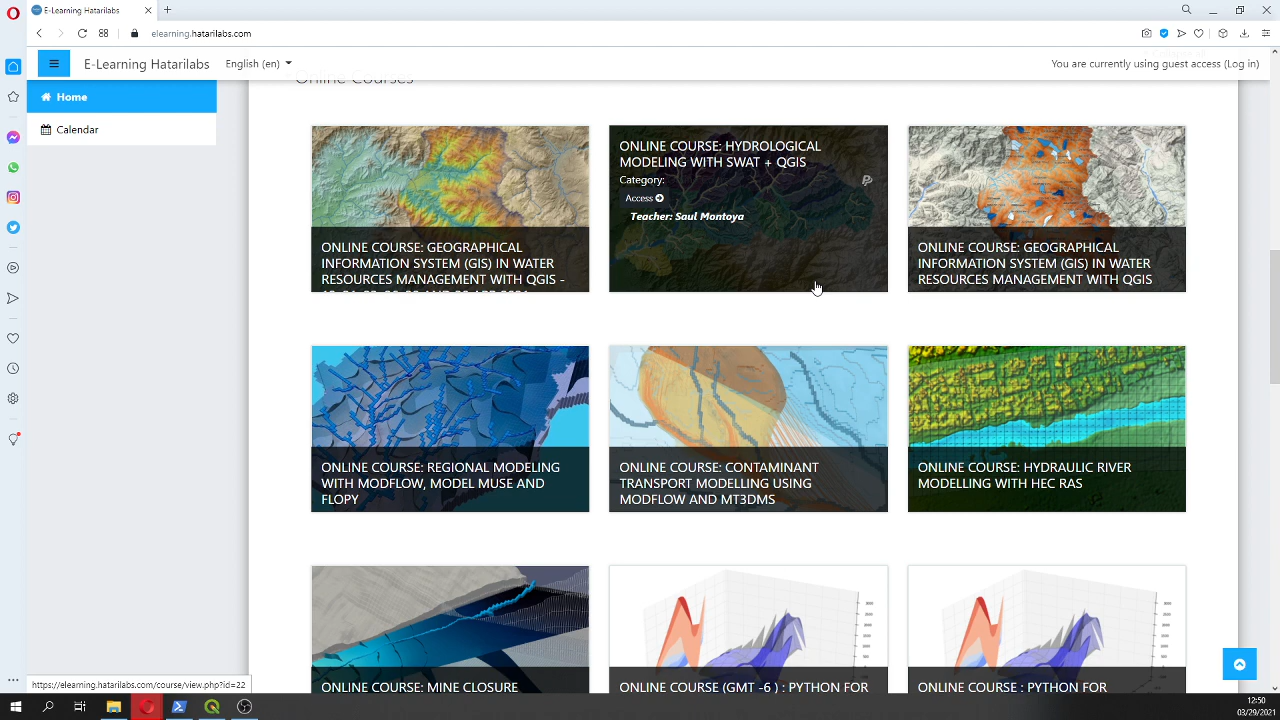 E-Learning Hatarilabs
elearning.hatarilabs.com
E-Learning Hatarilabs
English (en)
You are currently using guest access (Log in)
Home
Calendar
Online Courses
ONLINE COURSE: GEOGRAPHICAL
INFORMATION SYSTEM (GIS) IN WATER
RESOURCES MANAGEMENT WITH QGIS -
ONLINE COURSE: HYDROLOGICAL
MODELING WITH SWAT + QGIS
Category:
Access
Teacher: Saul Montoya
ONLINE COURSE: GEOGRAPHICAL
INFORMATION SYSTEM (GIS) IN WATER
RESOURCES MANAGEMENT WITH QGIS
ONLINE COURSE: REGIONAL MODELING
WITH MODFLOW, MODEL MUSE AND
FLOPY
ONLINE COURSE: CONTAMINANT
TRANSPORT MODELLING USING
MODFLOW AND MT3DMS
ONLINE COURSE: HYDRAULIC RIVER
MODELLING WITH HEC RAS
ONLINE COURSE: MINE CLOSURE
ONLINE COURSE (GMT -6 ) : PYTHON FOR
ONLINE COURSE : PYTHON FOR
https://elearning.hatarilabs.com/course/view.php?id=22
12:50
03/29/2021